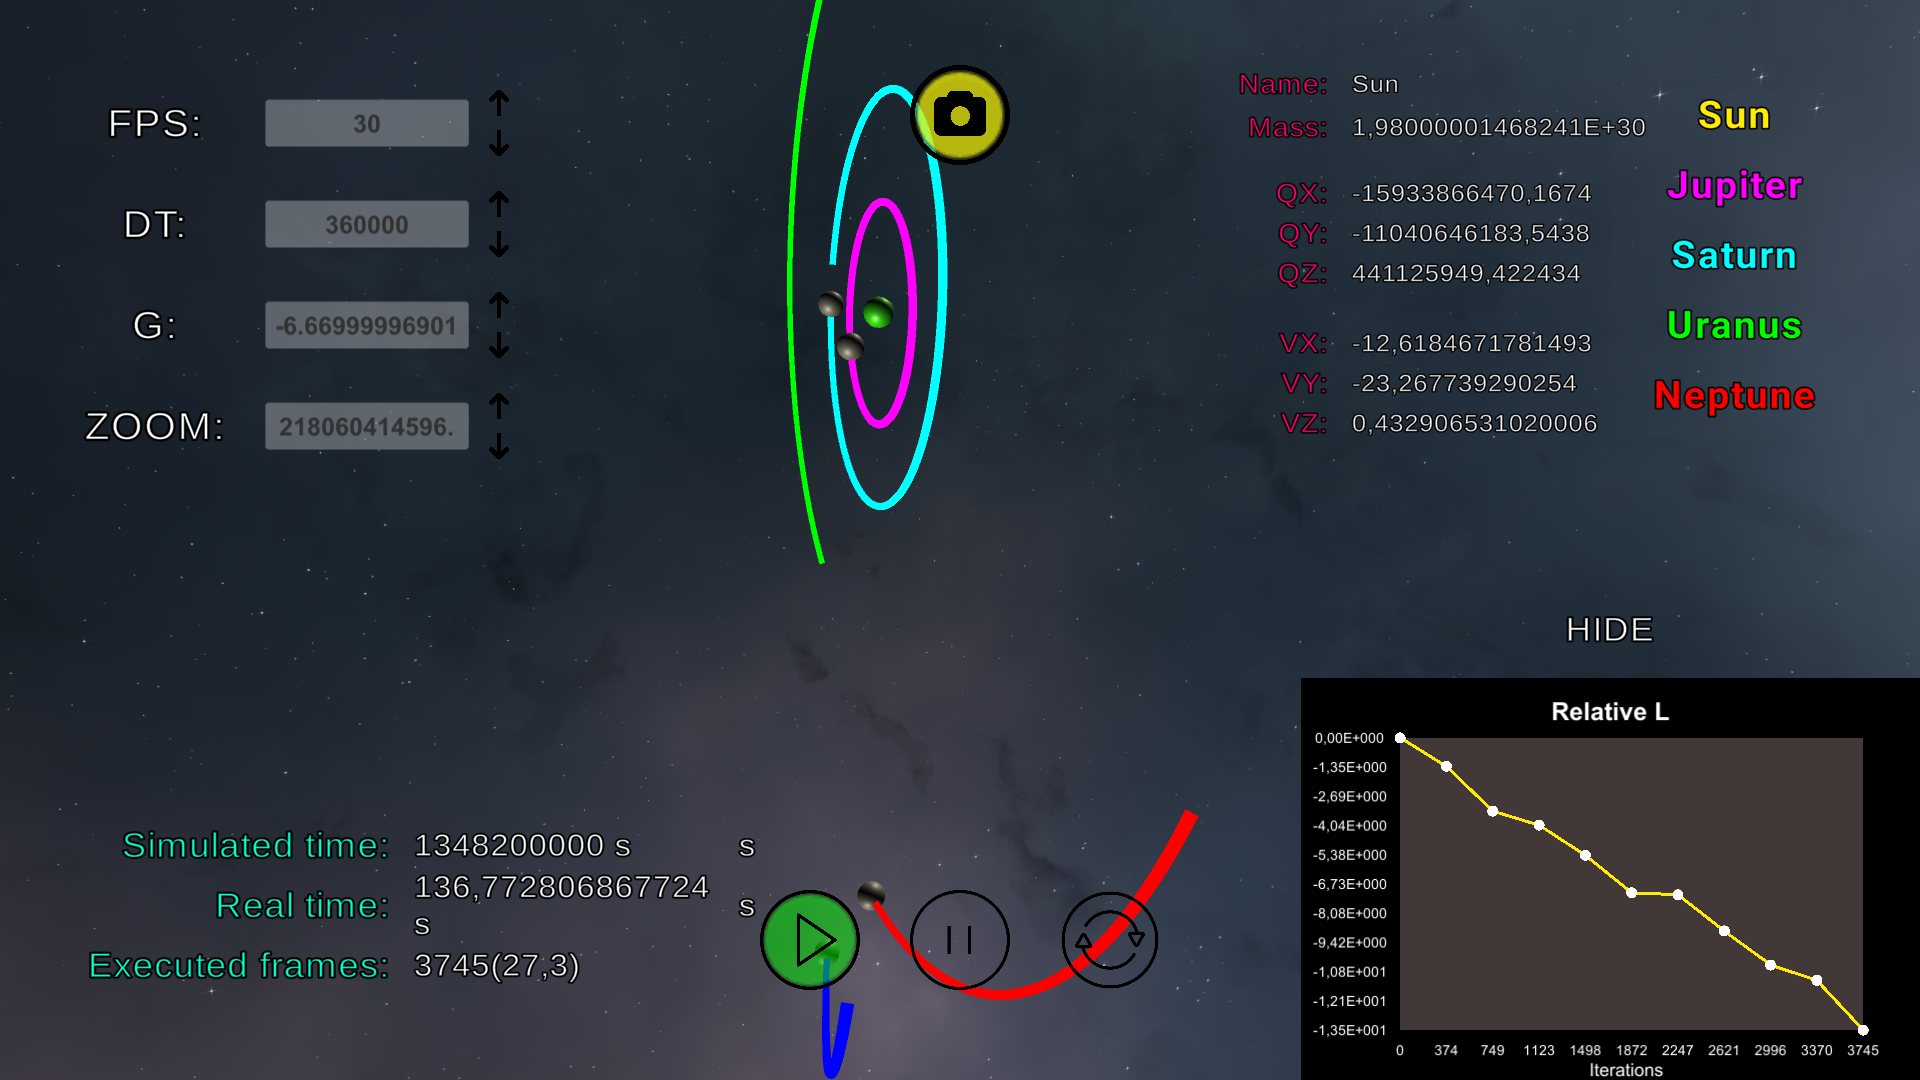 FPS: 30
DT: 360000
G: -6.66999996901
ZOOM: 218060414596.
Name: Sun
Mass: 1,98000001468241E+30
QX: -15933866470,1674
QY: -11040646183,5438
QZ: 441125949,422434
VX: -12,6184671781493
VY: -23,267739290254
VZ: 0,432906531020006
Sun
Jupiter
Saturn
Uranus
Neptune
HIDE
Simulated time: 1348200000 s s
Real time: 136,772806867724
s s
Executed frames: 3745(27,3)
Relative L
0,00E+000
-1,35E+000
-2,69E+000
-4,04E+000
-5,38E+000
-6,73E+000
-8,08E+000
-9,42E+000
-1,08E+001
-1,21E+001
-1,35E+001
0 374 749 1123 1498 1872 2247 2621 2996 3370 3745
Iterations